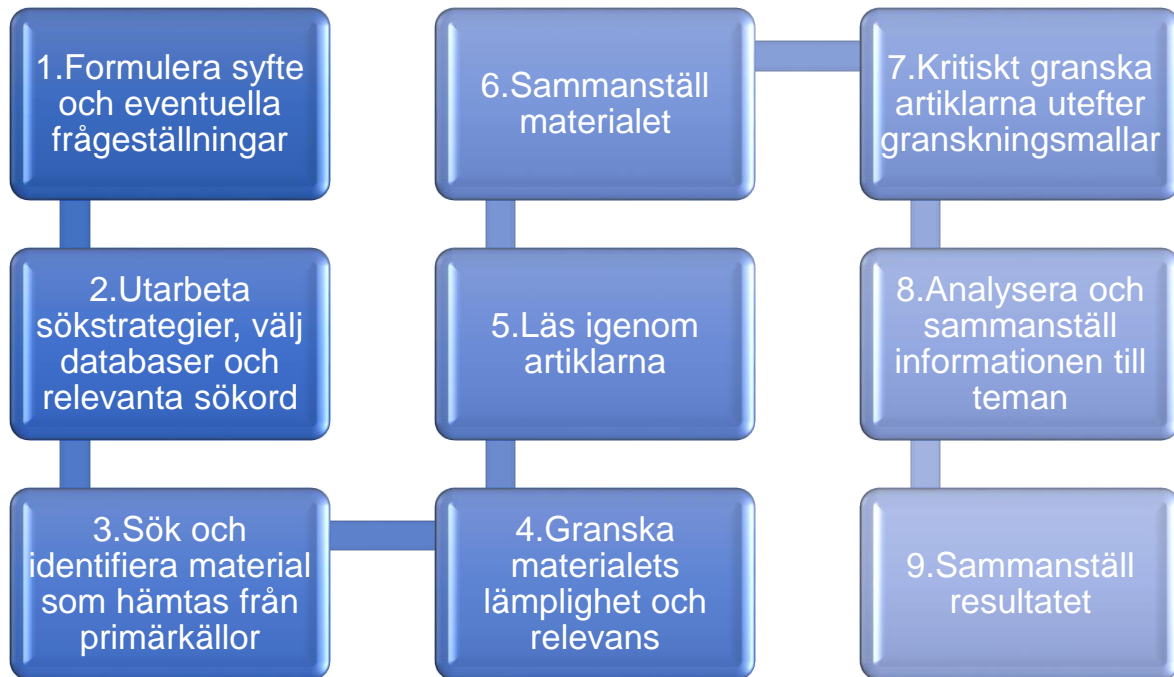 1.Formulera syfte
och eventuella
frågeställningar
2.Utarbeta
sökstrategier, välj
databaser och
relevanta sökord
3.Sök och
identifiera material
som hämtas från
primärkällor
4.Granska
materialets
lämplighet och
relevans
5.Läs igenom
artiklarna
6.Sammanställ
materialet
7.Kritiskt granska
artiklarna utefter
granskningsmallar
8.Analysera och
sammanställ
informationen till
teman
9.Sammanställ
resultatet